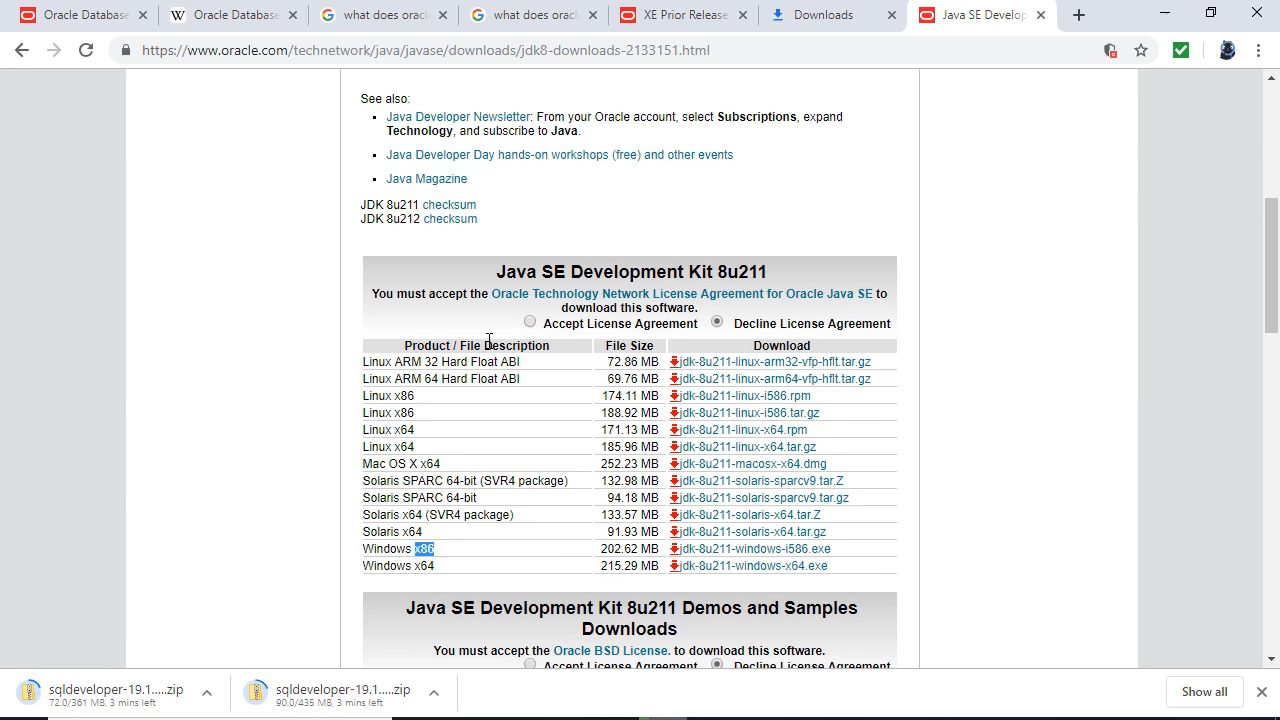 Oracle Database
Oracle Database
what does oracl
what does oracl
XE Prior Release
Downloads
Java SE Develop
https://www.oracle.com/technetwork/java/javase/downloads/jdk8-downloads-2133151.html
See also:
Java Developer Newsletter: From your Oracle account, select Subscriptions, expand
Technology, and subscribe to Java.
Java Developer Day hands-on workshops (free) and other events
Java Magazine
JDK 8u211 checksum
JDK 8u212 checksum
Java SE Development Kit 8u211
You must accept the Oracle Technology Network License Agreement for Oracle Java SE to
download this software.
Accept License Agreement Decline License Agreement
Product / File Description File Size Download
Linux ARM 32 Hard Float ABI 72.86 MB jdk-8u211-linux-arm32-vfp-hflt.tar.gz
Linux ARM 64 Hard Float ABI 69.76 MB jdk-8u211-linux-arm64-vfp-hflt.tar.gz
Linux x86 174.11 MB jdk-8u211-linux-i586.rpm
Linux x86 188.92 MB jdk-8u211-linux-i586.tar.gz
Linux x64 171.13 MB jdk-8u211-linux-x64.rpm
Linux x64 185.96 MB jdk-8u211-linux-x64.tar.gz
Mac OS X x64 252.23 MB jdk-8u211-macosx-x64.dmg
Solaris SPARC 64-bit (SVR4 package) 132.98 MB jdk-8u211-solaris-sparcv9.tar.Z
Solaris SPARC 64-bit 94.18 MB jdk-8u211-solaris-sparcv9.tar.gz
Solaris x64 (SVR4 package) 133.57 MB jdk-8u211-solaris-x64.tar.Z
Solaris x64 91.93 MB jdk-8u211-solaris-x64.tar.gz
Windows x86 202.62 MB jdk-8u211-windows-i586.exe
Windows x64 215.29 MB jdk-8u211-windows-x64.exe
Java SE Development Kit 8u211 Demos and Samples
Downloads
You must accept the Oracle BSD License. to download this software.
Accept License Agreement Decline License Agreement
sqldeveloper-19.1.....zip
72.0/361 MB, 3 mins left
sqldeveloper-19.1.....zip
90.0/435 MB, 3 mins left
Show all